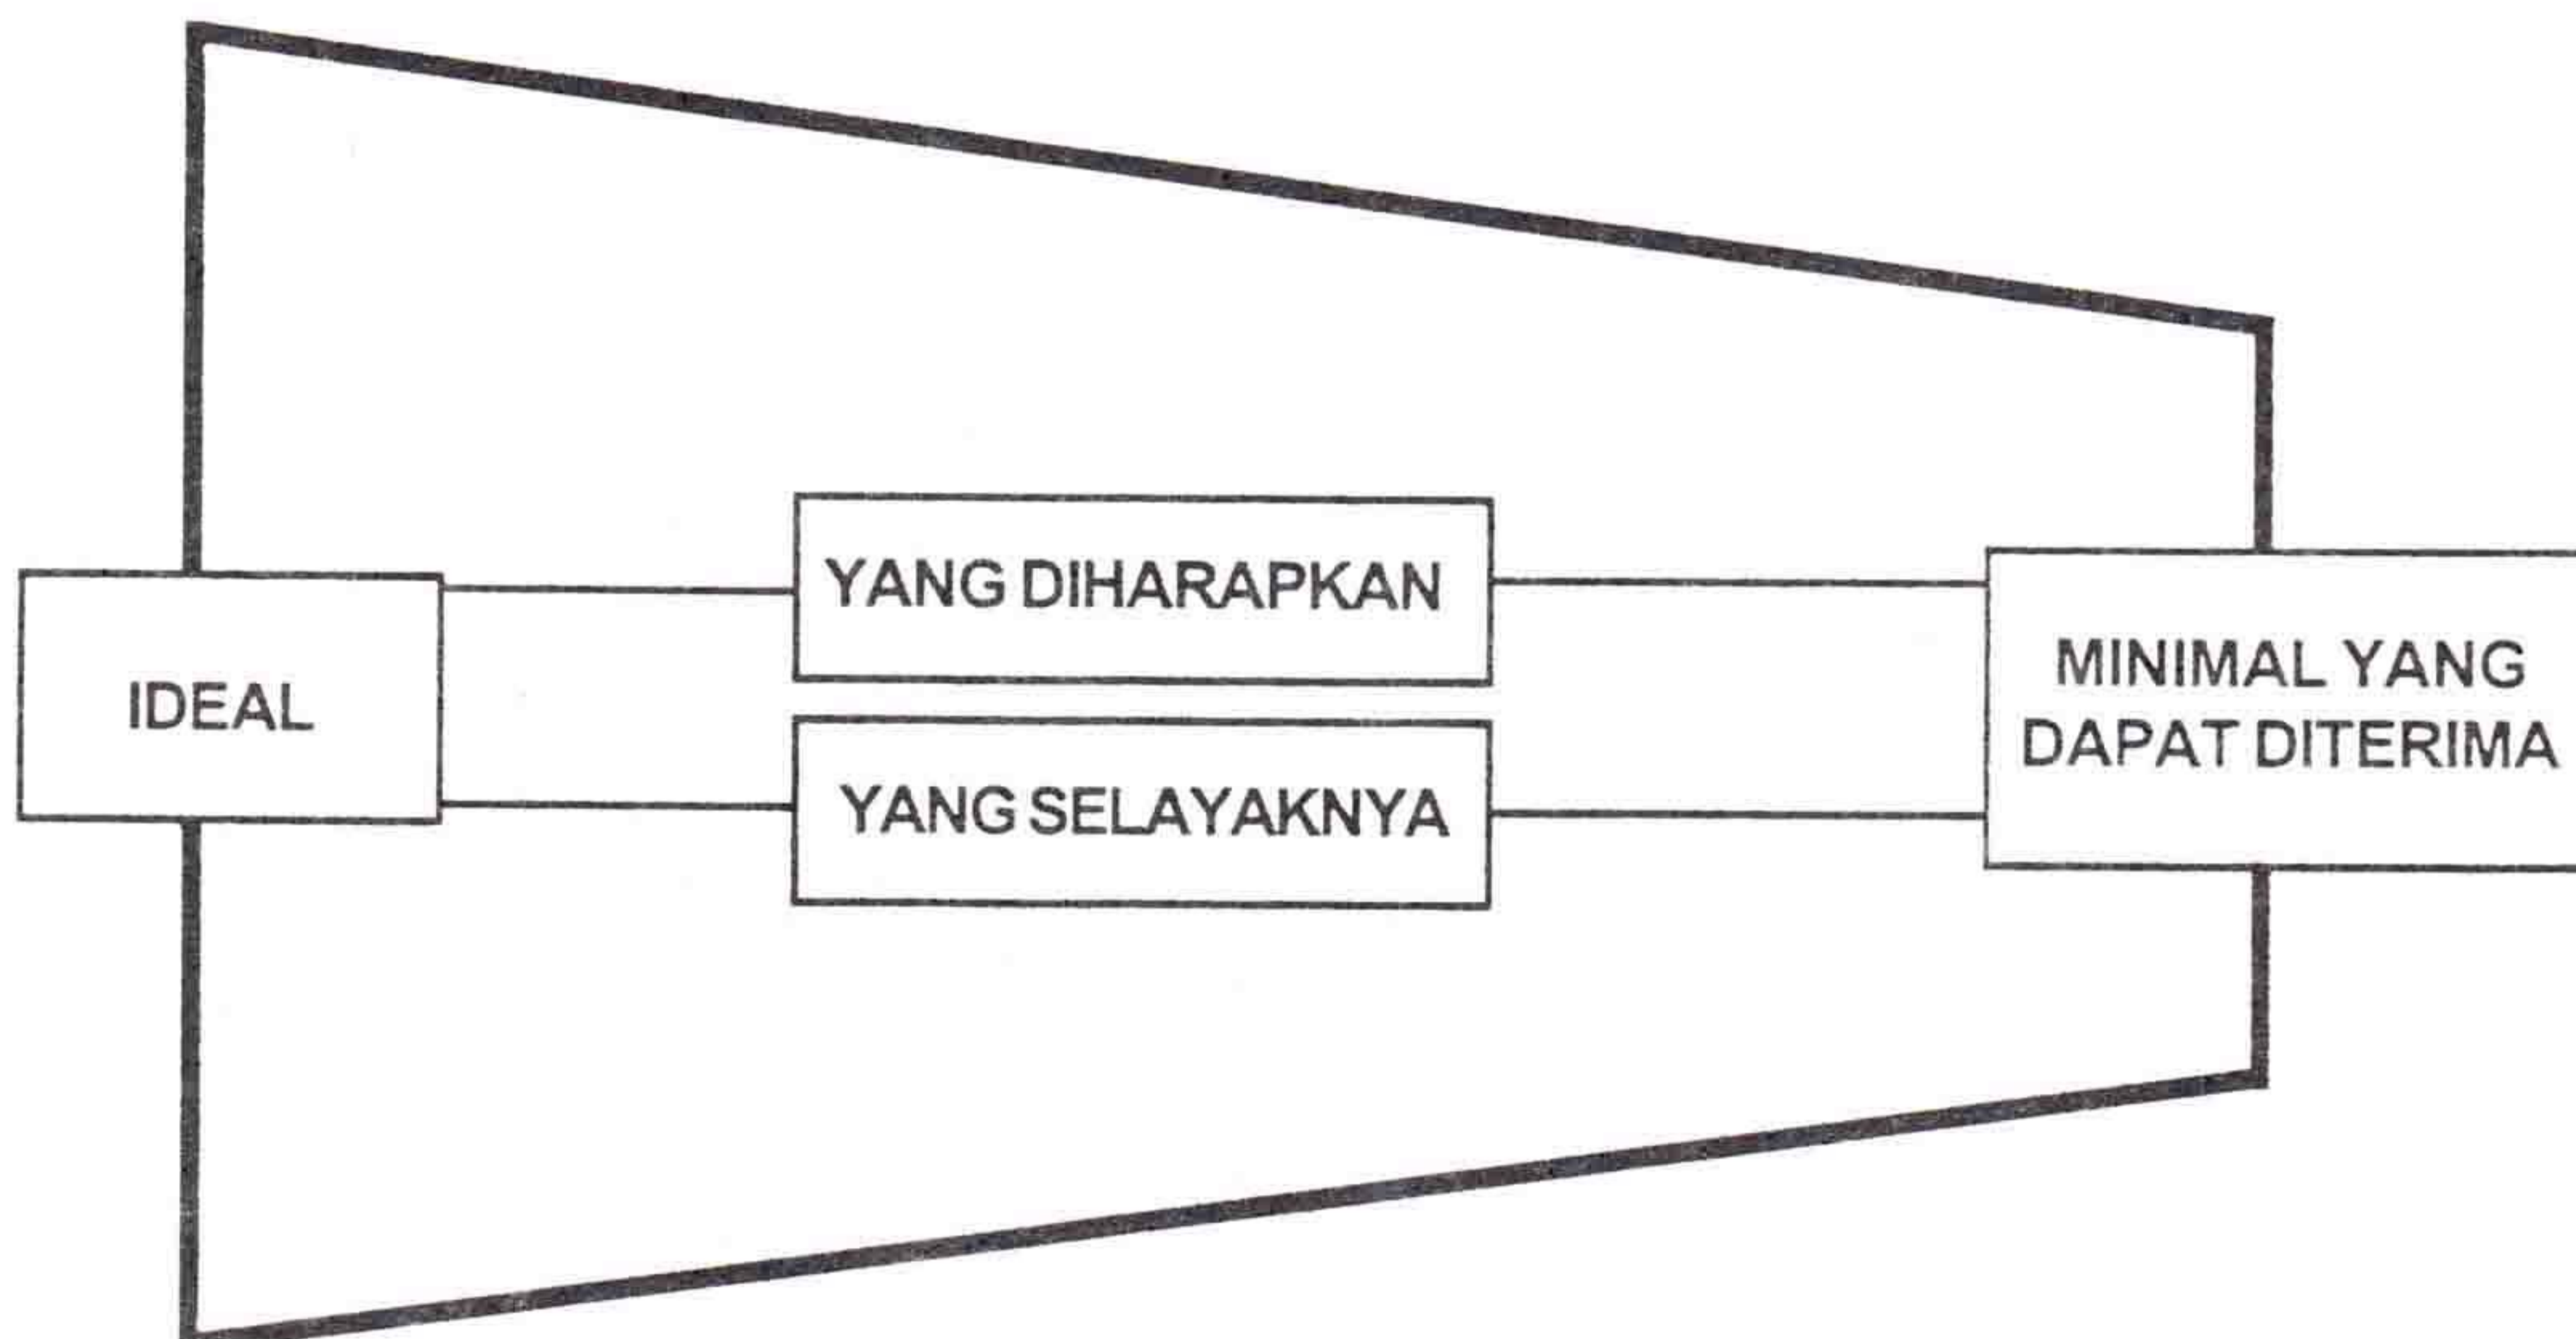 YANG DIHARAPKAN
IDEAL
MINIMAL YANG
DAPAT DITERIMA
YANG SELAYAKNYA